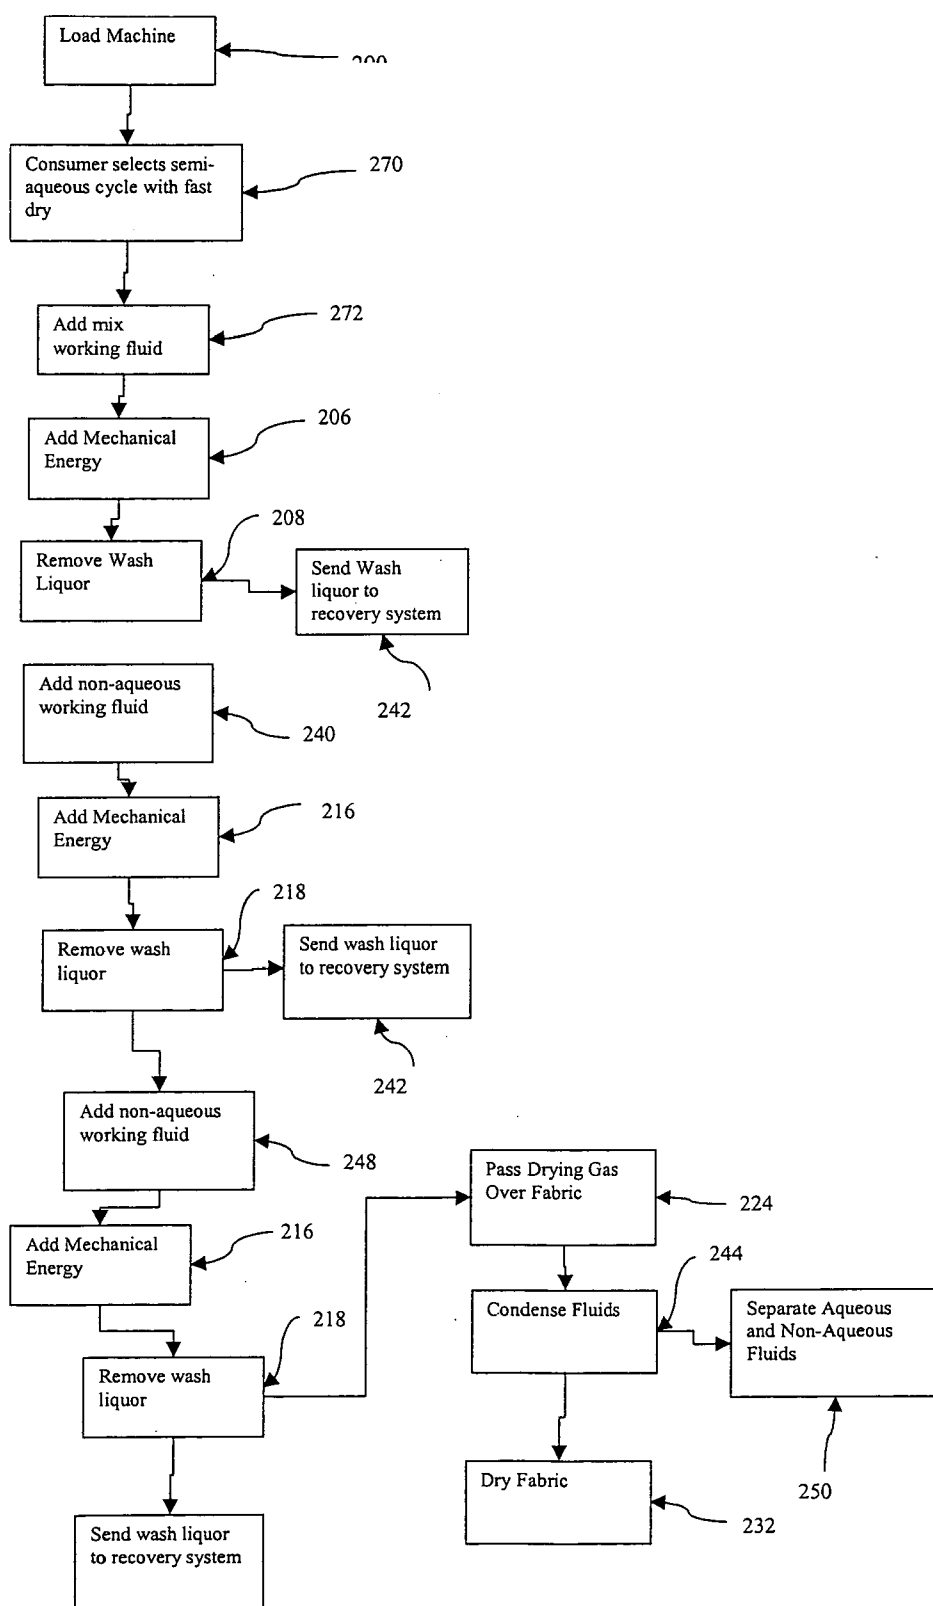 Load Machine
Consumer selects semi-
aqueous cycle with fast
dry
270
Add mix
working fluid
272
Add Mechanical
Energy
206
Remove Wash
Liquor
208
Send Wash
liquor to
recovery system
242
Add non-aqueous
working fluid
240
Add Mechanical
Energy
216
Remove wash
liquor
218
Send wash liquor
to recovery system
242
Add non-aqueous
working fluid
248
Add Mechanical
Energy
216
Remove wash
liquor
218
Send wash liquor
to recovery system
Pass Drying Gas
Over Fabric
224
Condense Fluids
244
Separate Aqueous
and Non-Aqueous
Fluids
250
Dry Fabric
232